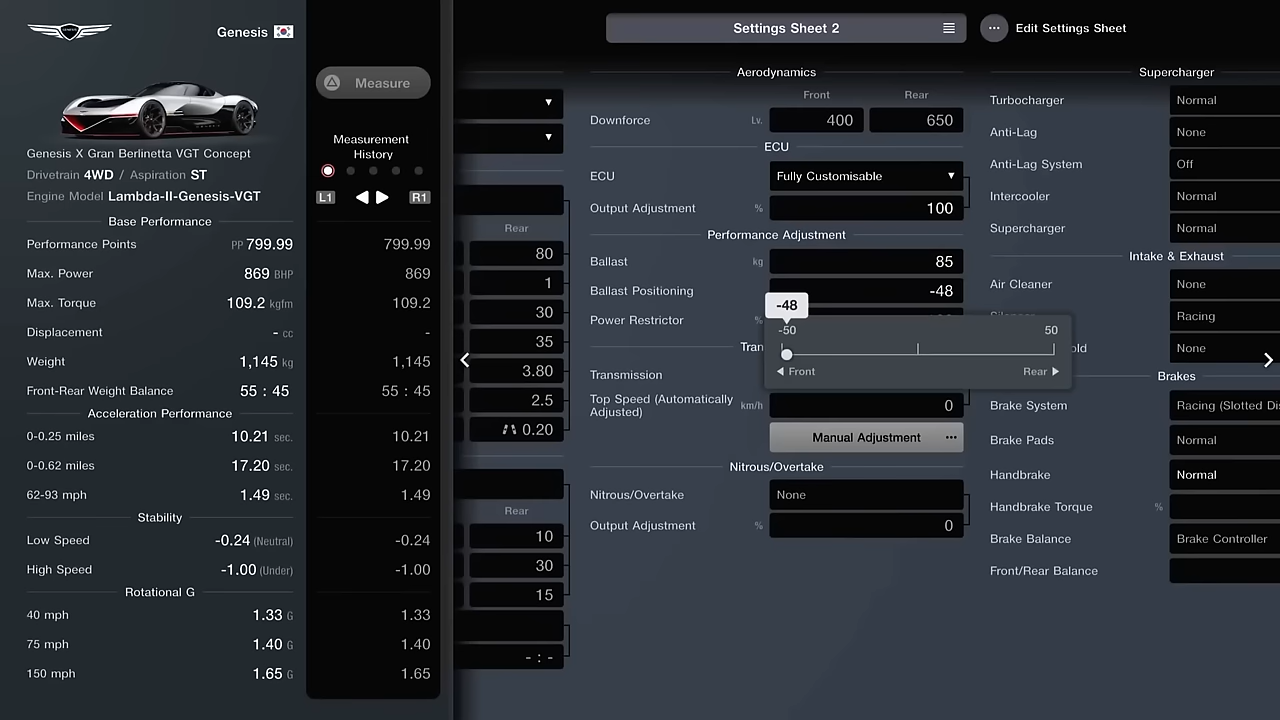 Genesis
Measure
Measurement
History
L1
R1
Genesis X Gran Berlinetta VGT Concept
Drivetrain 4WD / Aspiration ST
Engine Model Lambda-II-Genesis-VGT
Base Performance
Performance Points PP 799.99 799.99
Max. Power 869 BHP 869
Max. Torque 109.2 kgfm 109.2
Displacement - cc -
Weight 1,145 kg 1,145
Front-Rear Weight Balance 55 : 45 55 : 45
Acceleration Performance
0-0.25 miles 10.21 sec. 10.21
0-0.62 miles 17.20 sec. 17.20
62-93 mph 1.49 sec. 1.49
Stability
Low Speed -0.24 (Neutral) -0.24
High Speed -1.00 (Under) -1.00
Rotational G
40 mph 1.33 G 1.33
75 mph 1.40 G 1.40
150 mph 1.65 G 1.65
Settings Sheet 2
Edit Settings Sheet
Rear
80
1
30
35
3.80
2.5
0.20
Rear
10
30
15
- : -
Aerodynamics
Front Rear
Downforce Lv. 400 650
ECU
ECU Fully Customisable
Output Adjustment % 100
Performance Adjustment
Ballast kg 85
Ballast Positioning -48
-48
Power Restrictor %
-50 50
Front Rear
Tran
Transmission
Top Speed (Automatically
Adjusted) km/h 0
Manual Adjustment
Nitrous/Overtake
Nitrous/Overtake None
Output Adjustment % 0
Supercharger
Turbocharger Normal
Anti-Lag None
Anti-Lag System Off
Intercooler Normal
Supercharger Normal
Intake & Exhaust
Air Cleaner None
Racing
old None
Brakes
Brake System Racing (Slotted Dis
Brake Pads Normal
Handbrake Normal
Handbrake Torque %
Brake Balance Brake Controller
Front/Rear Balance